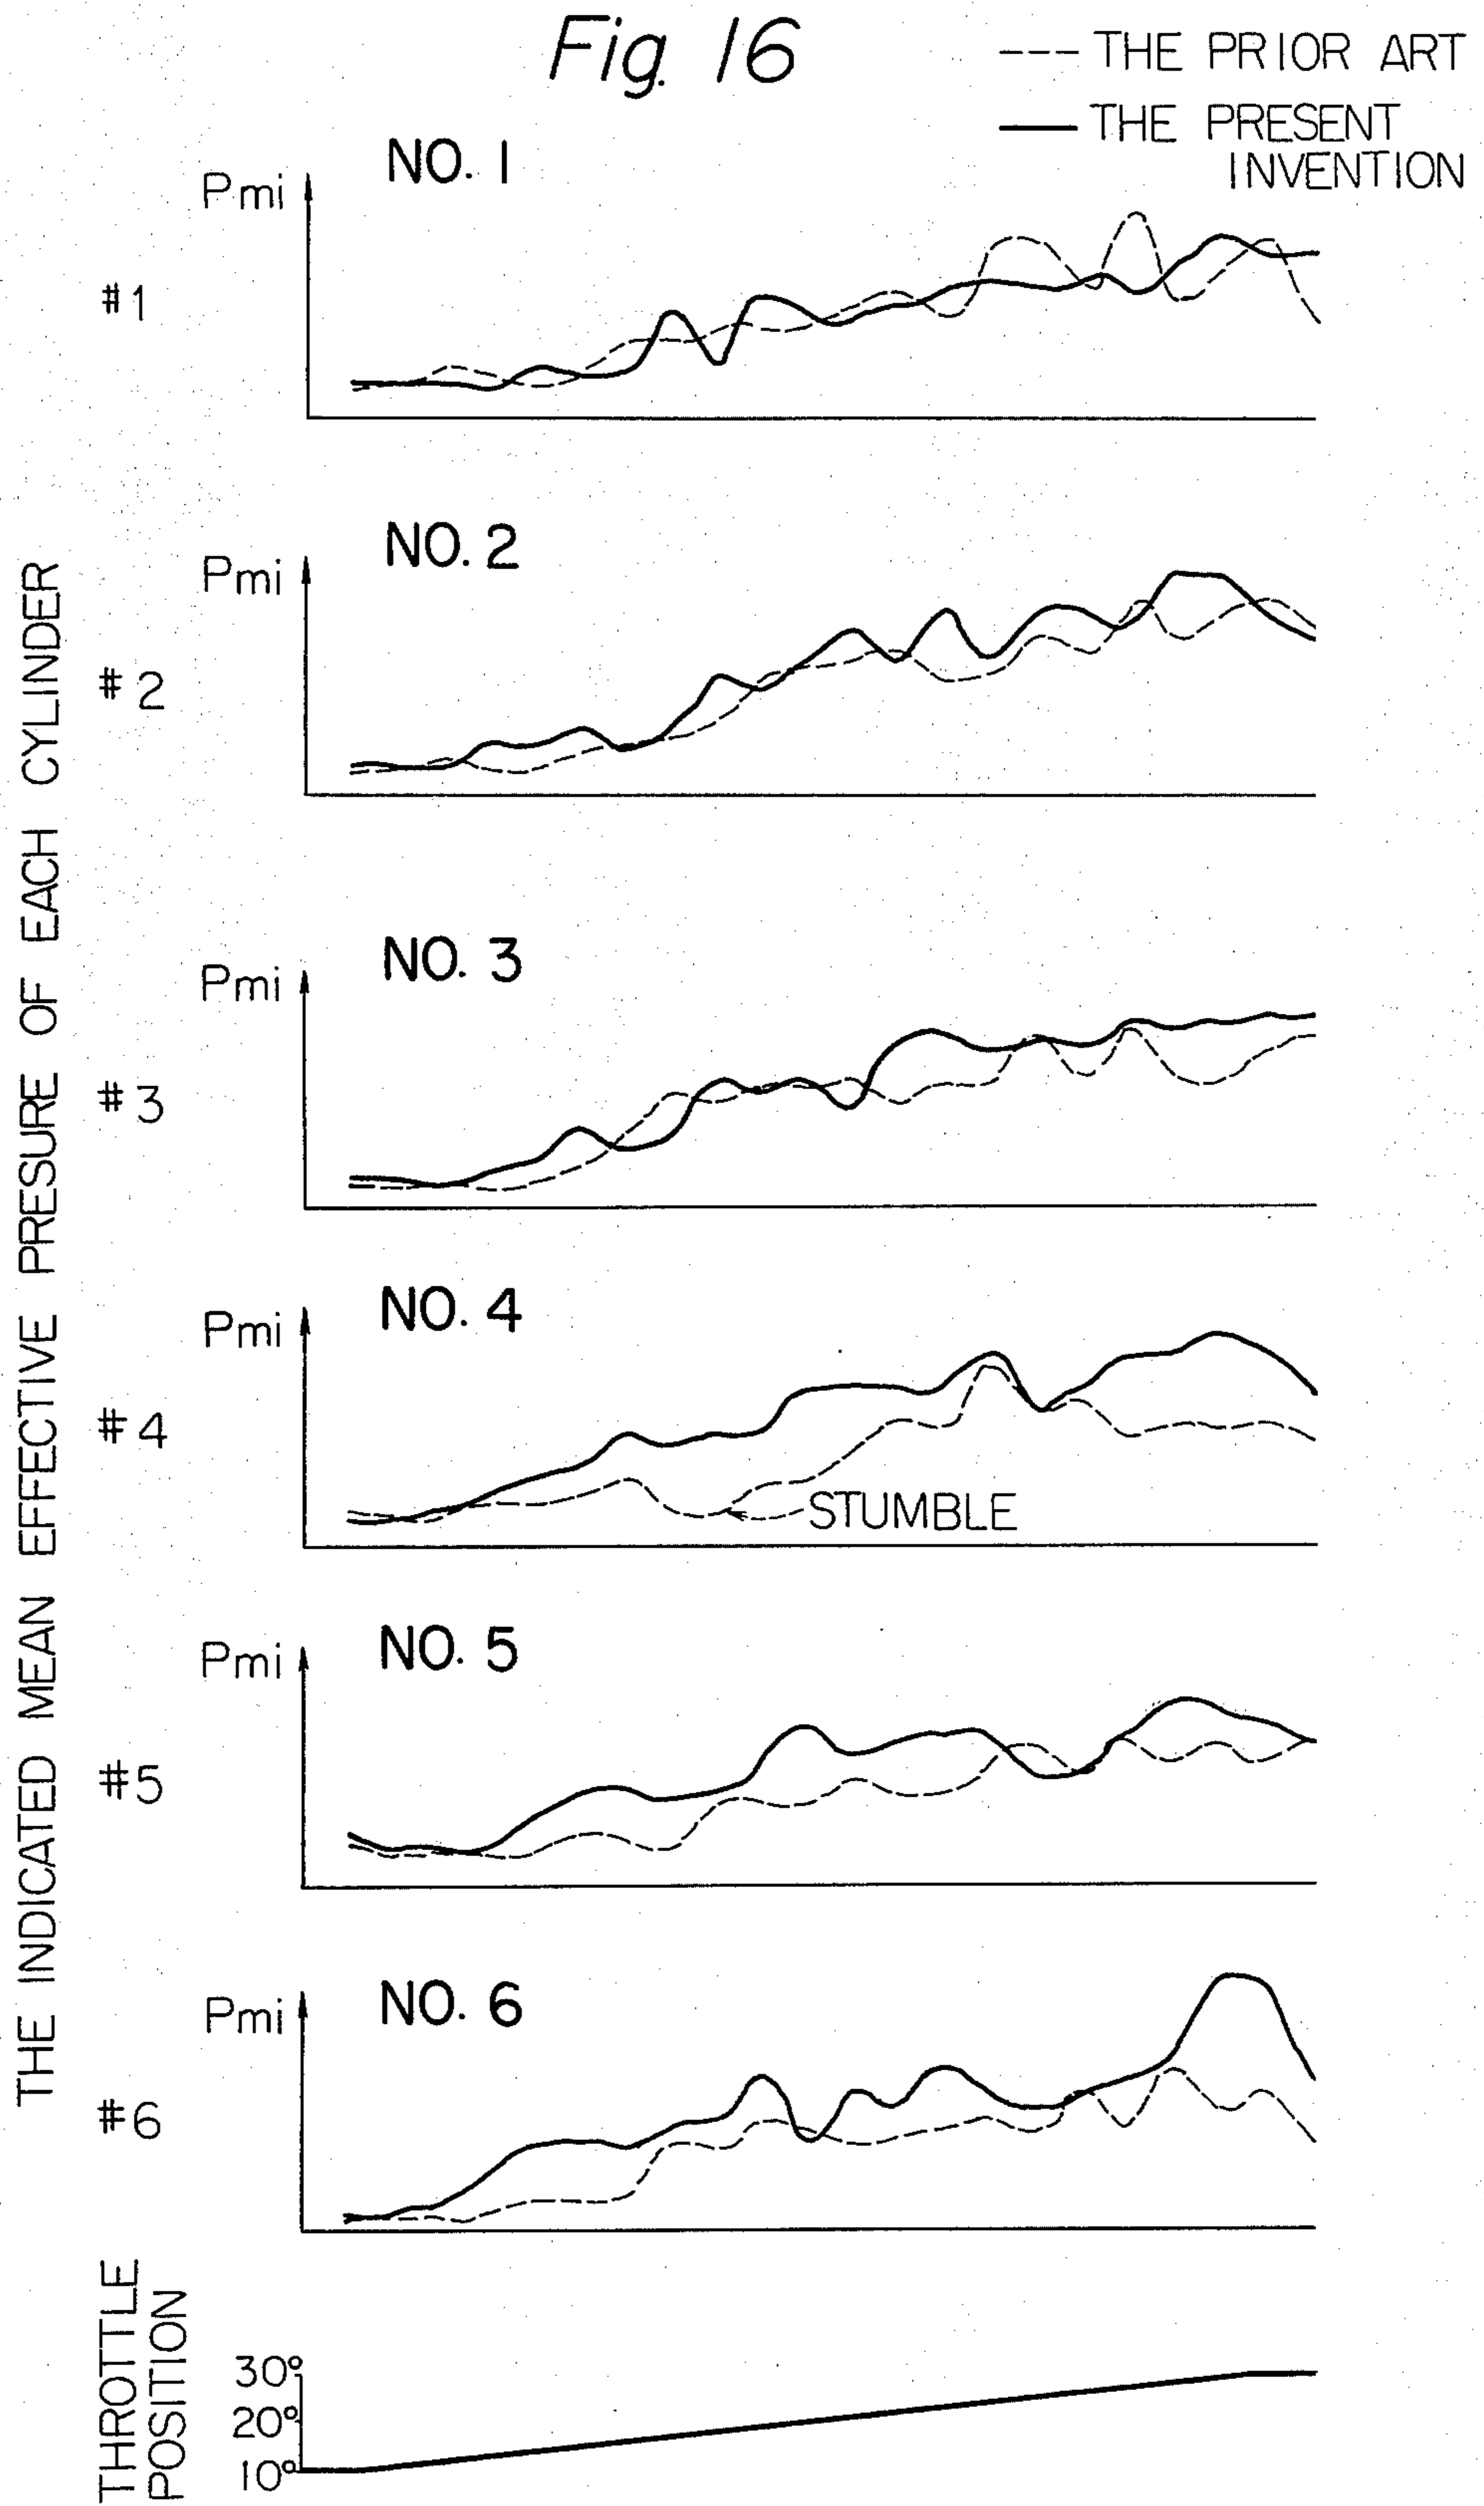 Fig. 16
THE PRIOR ART
THE PRESENT
INVENTION
THE INDICATED MEAN EFFECTIVE PRESURE OF EACH CYLINDER
NO. 1
Pmi
#1
NO. 2
Pmi
#2
NO. 3
Pmi
#3
NO. 4
Pmi
#4
STUMBLE
NO. 5
Pmi
#5
NO. 6
Pmi
#6
THROTTLE
POSITION
30°
20°
10°